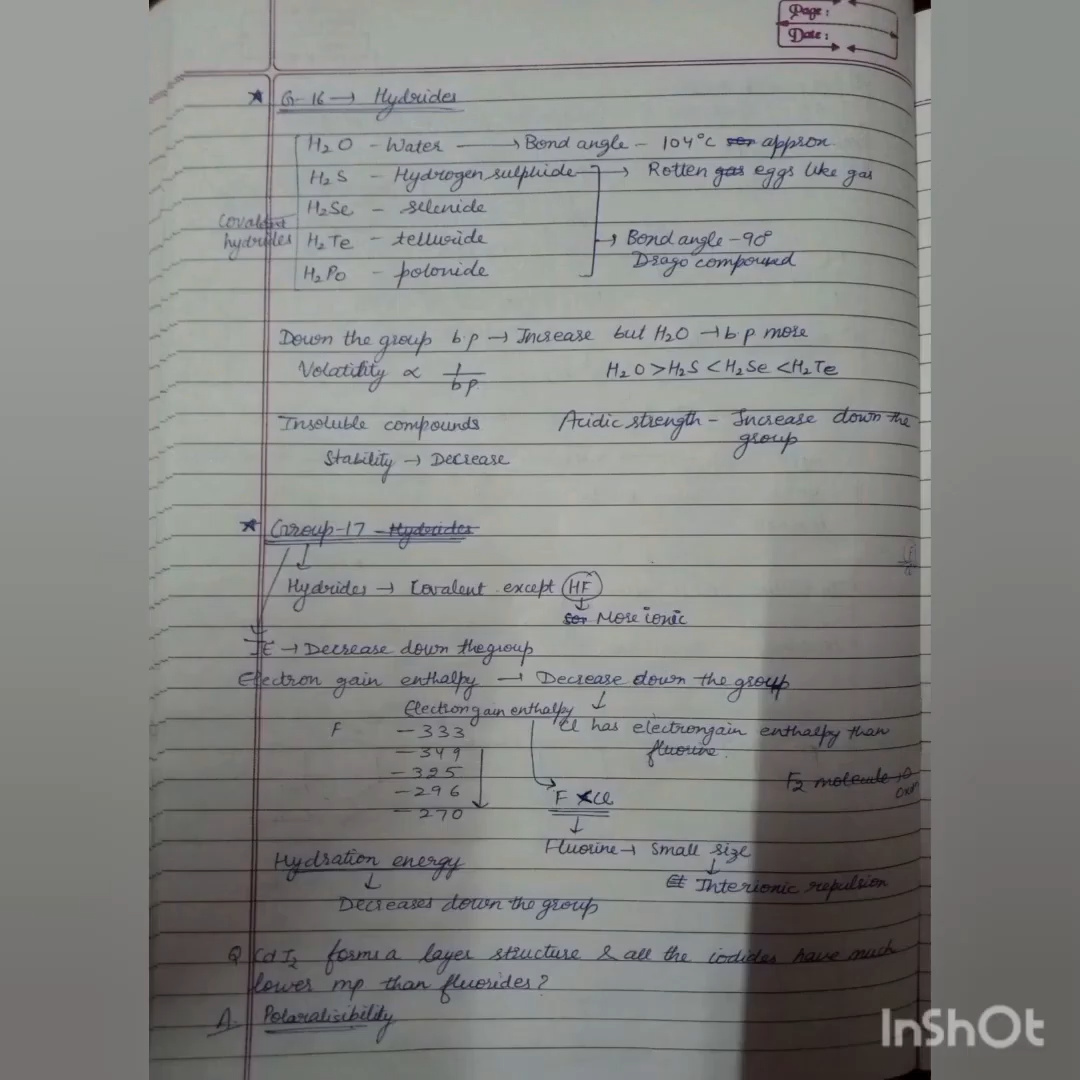 Page:
Date:
★ G-16 → Hydrides
H₂O - Water → Bond angle - 104°C approx
H₂S - Hydrogen sulphide → Rotten gas eggs like gas
H₂Se - selenide
Covalent hydrides
H₂Te - telluride → Bond angle - 90°
H₂Po - polonide Drago compound
Down the group b.p → Increase but H₂O → b.p more
Volatility ∝ 1/b.p. H₂O > H₂S < H₂Se < H₂Te
Insoluble compounds Acidic strength - Increase down the group
Stability → Decrease
★ Group-17 - Hydrides
Hydrides → Covalent except HF
→ More ionic
IE → Decrease down the group
Electron gain enthalpy → Decrease down the group
Electron gain enthalpy ↓
F - 333 Cl has electrongain enthalpy than fluorine.
- 349
- 325 F₂ molecule →
- 296 F < Cl
- 270
Fluorine → Small size
Hydration energy ↓
↓ Interionic repulsion
Decreases down the group
Q CdI₂ forms a layer structure & all the iodides have much
lower mp than fluorides?
A. Polaralisibility
InShOt